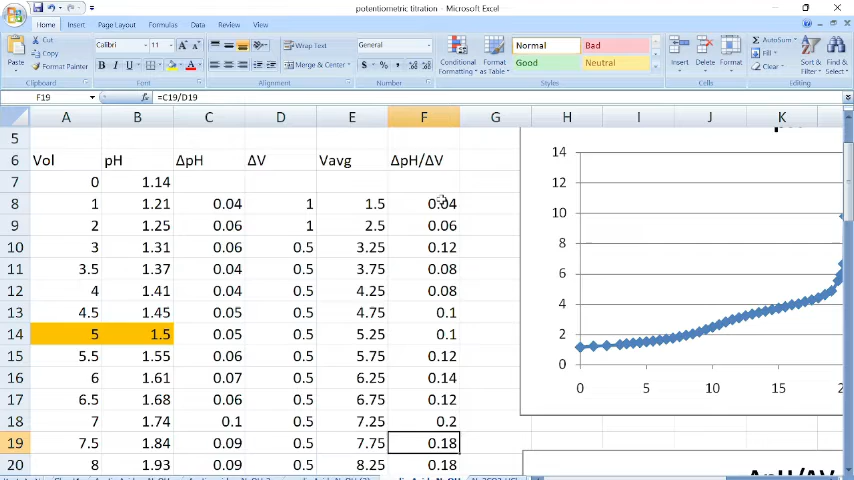 potentiometric titration - Microsoft Excel
Home Insert Page Layout Formulas Data Review View
Cut
Copy
Format Painter
Paste
Clipboard
Calibri 11
B I U
Font
Wrap Text
Merge & Center
Alignment
General
$ % ,
Number
Conditional Formatting
Format as Table
Normal Bad
Good Neutral
Styles
Insert Delete Format
Cells
AutoSum
Fill
Clear
Sort & Find &
Filter Select
F19 fx =C19/D19
A B C D E F G H I J K
5
6 Vol pH ΔpH ΔV Vavg ΔpH/ΔV
7 0 1.14
8 1 1.21 0.04 1 1.5 0.04
9 2 1.25 0.06 1 2.5 0.06
10 3 1.31 0.06 0.5 3.25 0.12
11 3.5 1.37 0.04 0.5 3.75 0.08
12 4 1.41 0.04 0.5 4.25 0.08
13 4.5 1.45 0.05 0.5 4.75 0.1
14 5 1.5 0.05 0.5 5.25 0.1
15 5.5 1.55 0.06 0.5 5.75 0.12
16 6 1.61 0.07 0.5 6.25 0.14
17 6.5 1.68 0.06 0.5 6.75 0.12
18 7 1.74 0.1 0.5 7.25 0.2
19 7.5 1.84 0.09 0.5 7.75 0.18
20 8 1.93 0.09 0.5 8.25 0.18
14
12
10
8
6
4
2
0
0 5 10 15 2
ΔpH/ΔV